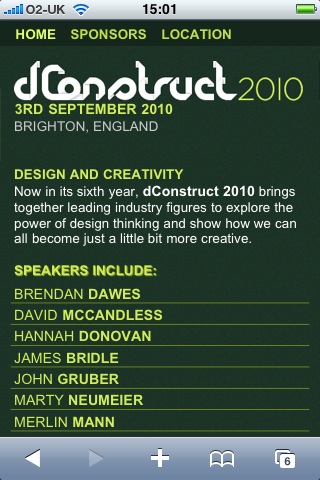 O2-UK 15:01
HOME SPONSORS LOCATION
dConstruct 2010
3RD SEPTEMBER 2010
BRIGHTON, ENGLAND
DESIGN AND CREATIVITY
Now in its sixth year, dConstruct 2010 brings
together leading industry figures to explore the
power of design thinking and show how we can
all become just a little bit more creative.
SPEAKERS INCLUDE:
BRENDAN DAWES
DAVID MCCANDLESS
HANNAH DONOVAN
JAMES BRIDLE
JOHN GRUBER
MARTY NEUMEIER
MERLIN MANN
6